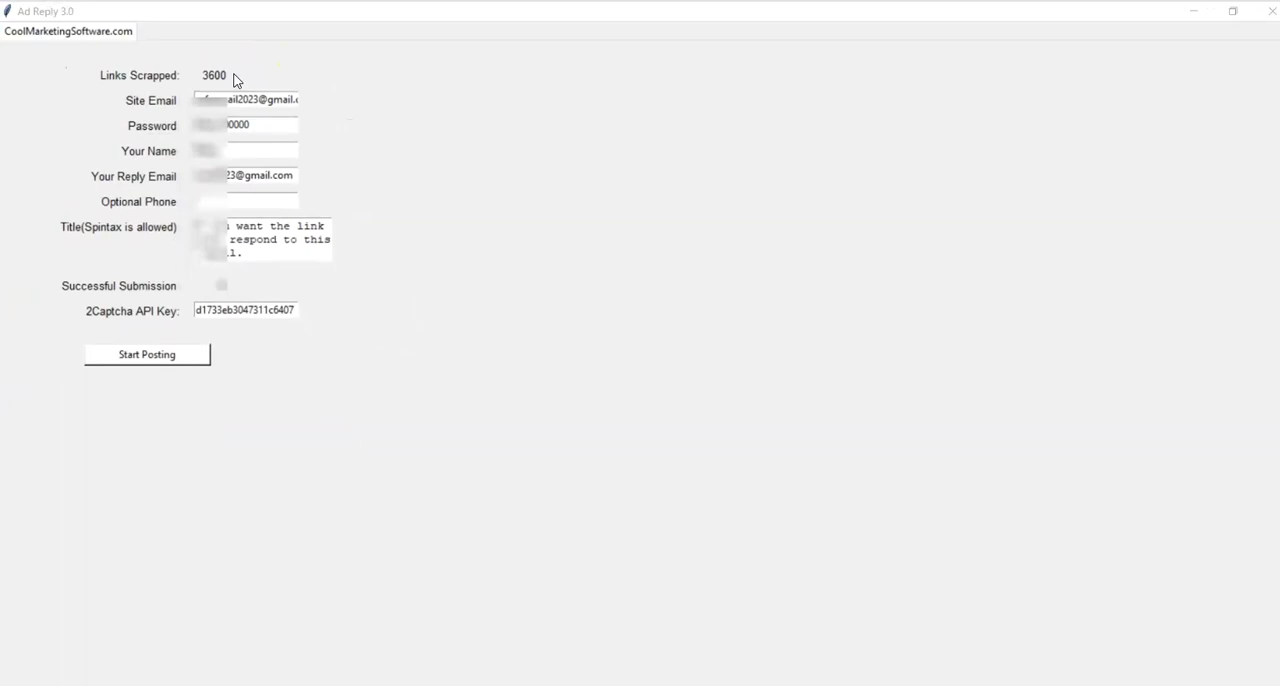 Ad Reply 3.0
CoolMarketingSoftware.com
Links Scrapped: 3600
Site Email ail2023@gmail.c
Password 0000
Your Name
Your Reply Email 23@gmail.com
Optional Phone
Title(Spintax is allowed) want the link
respond to this
Successful Submission
2Captcha API Key: d1733eb3047311c6407
Start Posting